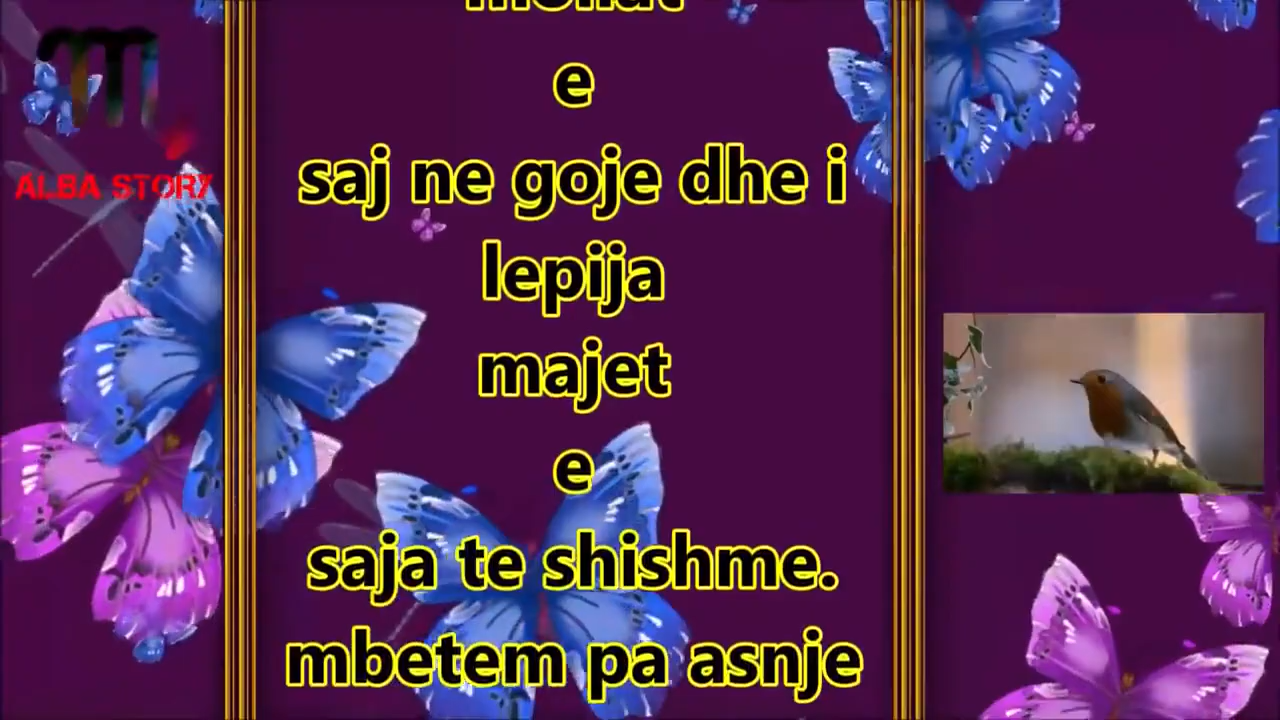 e
saj ne goje dhe i
lepija
majet
e
saja te shishme.
mbetem pa asnje
ALBA STORY